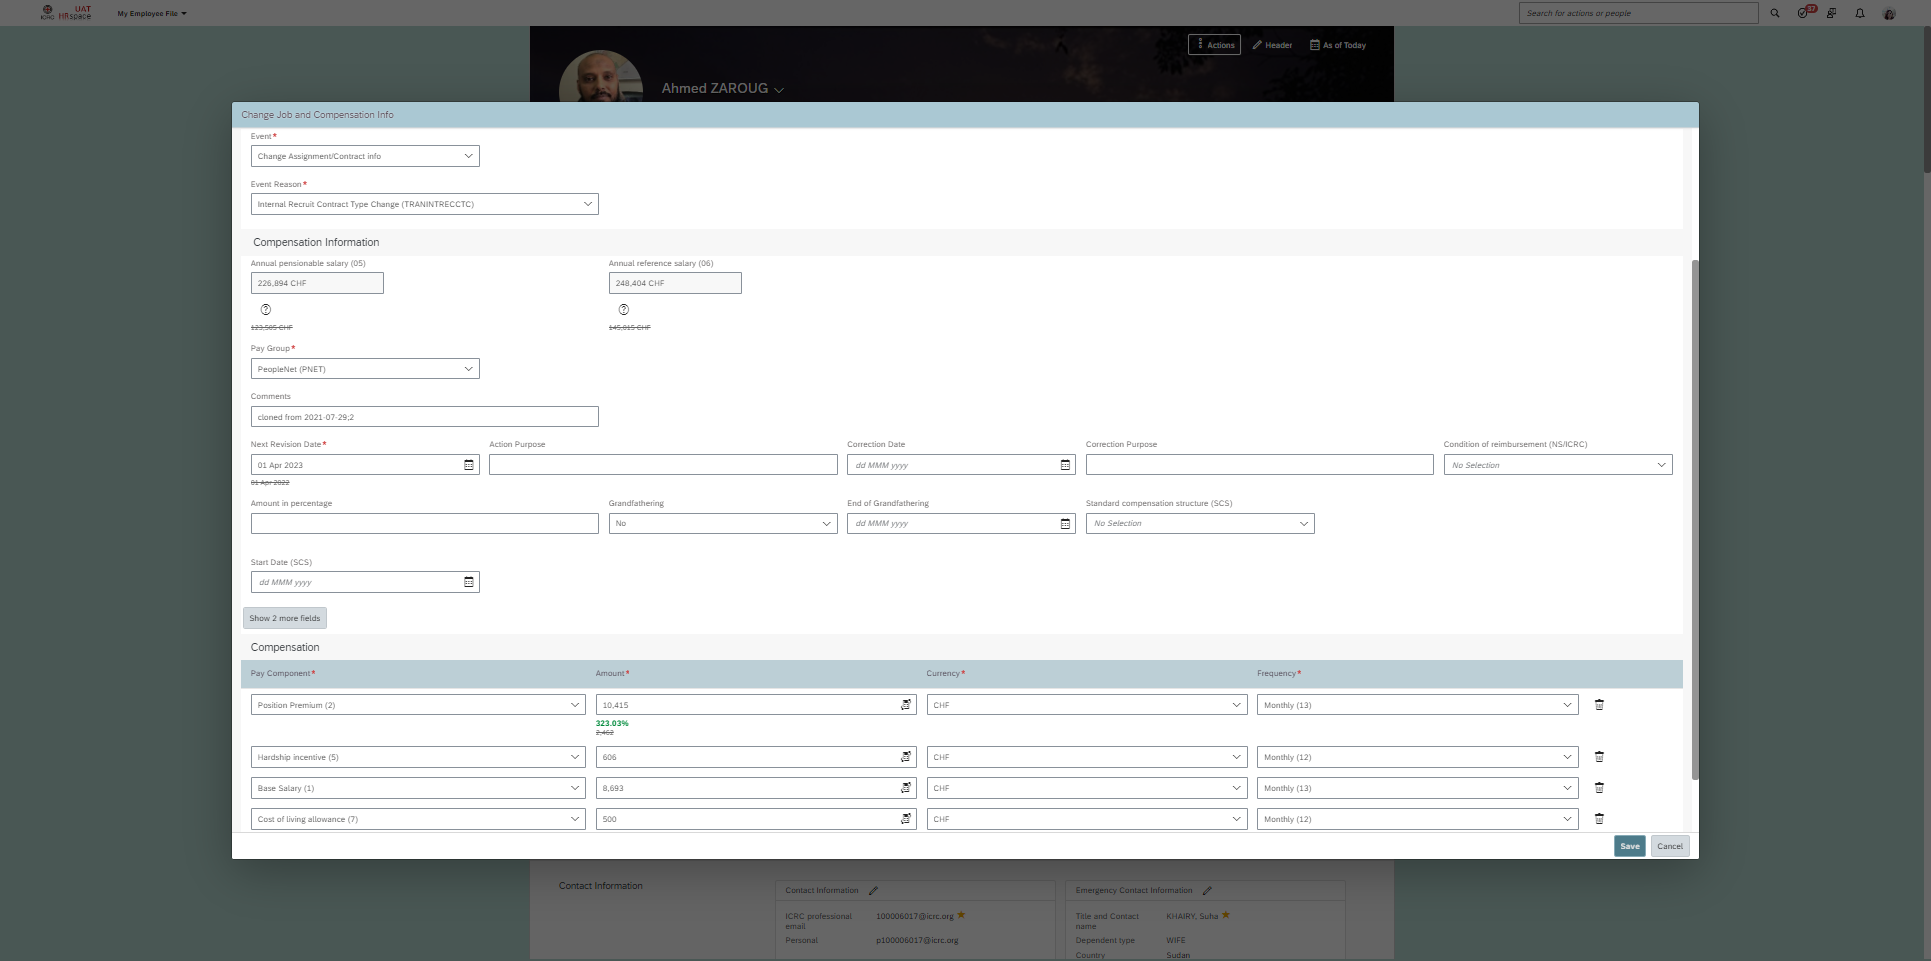 ICRC
UAT
HRspace
My Employee File
Search for actions or people
37
Actions
Header
As of Today
Ahmed ZAROUG
Change Job and Compensation Info
Event*
Change Assignment/Contract info
Event Reason*
Internal Recruit Contract Type Change (TRANINTRECCTC)
Compensation Information
Annual pensionable salary (05) Annual reference salary (06)
226,894 CHF 248,404 CHF
123,505 CHF 145,015 CHF
Pay Group*
PeopleNet (PNET)
Comments
cloned from 2021-07-29;2
Next Revision Date* Action Purpose Correction Date Correction Purpose Condition of reimbursement (NS/ICRC)
01 Apr 2023 dd MMM yyyy No Selection
01 Apr 2022
Amount in percentage Grandfathering End of Grandfathering Standard compensation structure (SCS)
No dd MMM yyyy No Selection
Start Date (SCS)
dd MMM yyyy
Show 2 more fields
Compensation
Pay Component* Amount* Currency* Frequency*
Position Premium (2) 10,415 CHF Monthly (13)
323.03%
2,462
Hardship incentive (5) 606 CHF Monthly (12)
Base Salary (1) 8,693 CHF Monthly (13)
Cost of living allowance (7) 500 CHF Monthly (12)
Save Cancel
Contact Information
Contact Information
ICRC professional email 100006017@icrc.org
Personal p100006017@icrc.org
Emergency Contact Information
Title and Contact name KHAIRY, Suha
Dependent type WIFE
Country Sudan